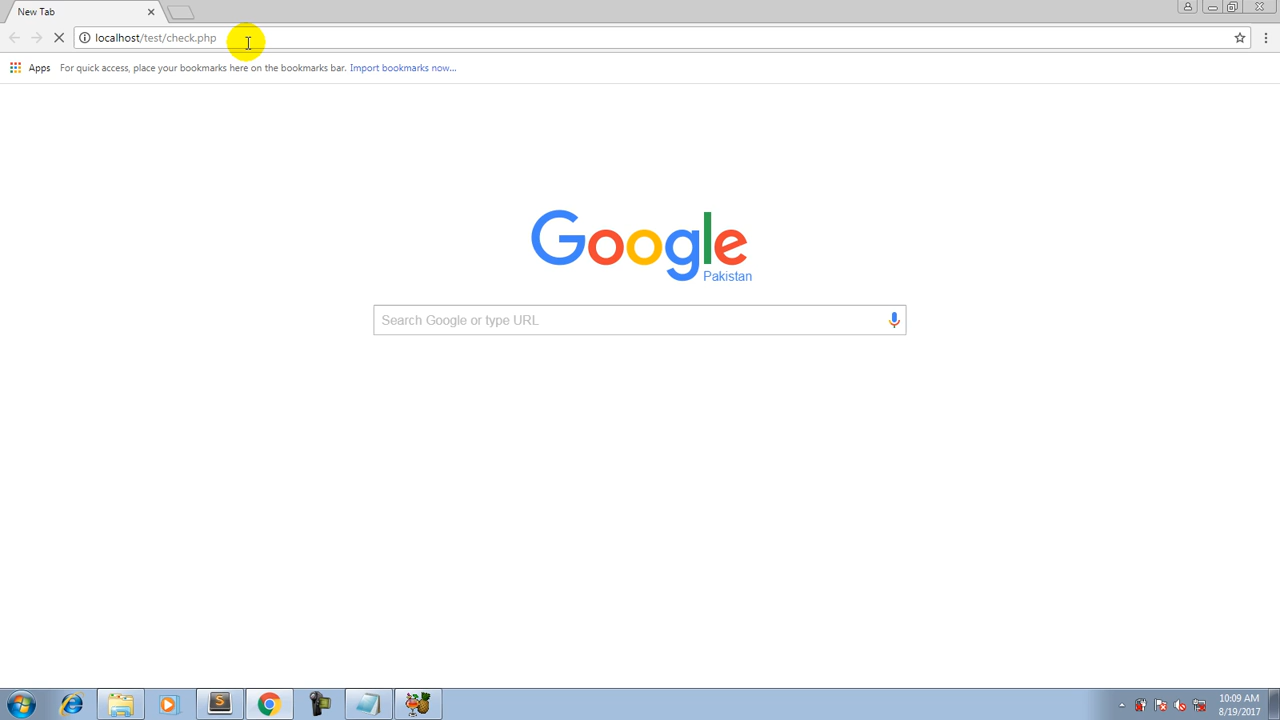 New Tab
localhost/test/check.php
Apps For quick access, place your bookmarks here on the bookmarks bar. Import bookmarks now...
Google
Pakistan
Search Google or type URL
S
10:09 AM
8/19/2017